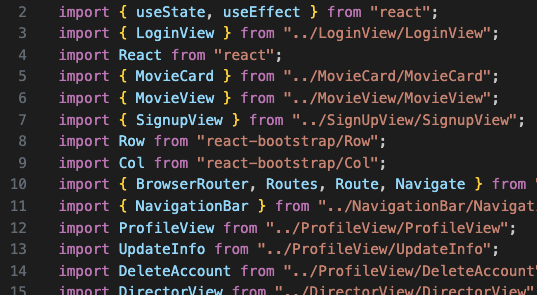 2 import { useState, useEffect } from "react";
3 import { LoginView } from "../LoginView/LoginView";
4 import React from "react";
5 import { MovieCard } from "../MovieCard/MovieCard";
6 import { MovieView } from "../MovieView/MovieView";
7 import { SignupView } from "../SignUpView/SignupView";
8 import Row from "react-bootstrap/Row";
9 import Col from "react-bootstrap/Col";
10 import { BrowserRouter, Routes, Route, Navigate } from "
11 import { NavigationBar } from "../NavigationBar/Navigat
12 import ProfileView from "../ProfileView/ProfileView";
13 import UpdateInfo from "../ProfileView/UpdateInfo";
14 import DeleteAccount from "../ProfileView/DeleteAccount"
15 import DirectorView from "../DirectorView/DirectorView"